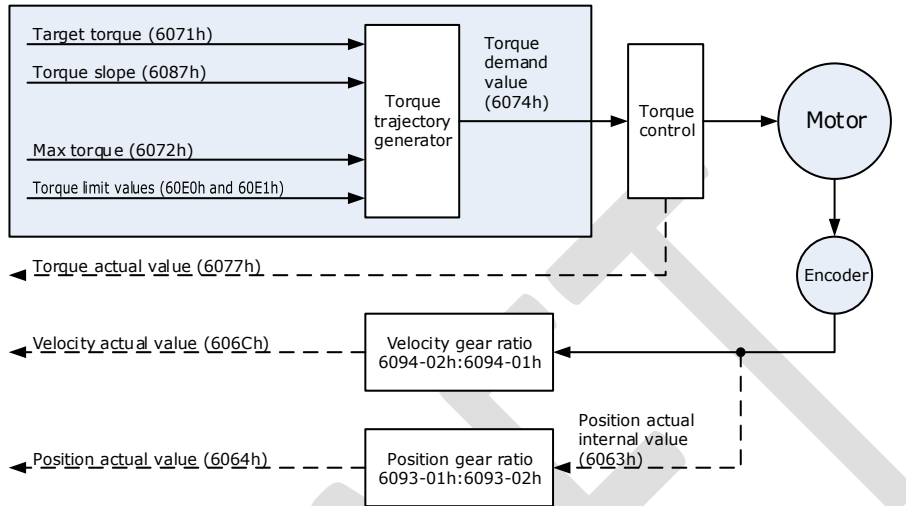 Target torque (6071h)
Torque slope (6087h)
Max torque (6072h)
Torque limit values (60E0h and 60E1h)
Torque
trajectory
generator
Torque
demand
value
(6074h)
Torque
control
Motor
Encoder
Torque actual value (6077h)
Velocity actual value (606Ch)
Velocity gear ratio
6094-02h:6094-01h
Position actual
internal value
(6063h)
Position actual value (6064h)
Position gear ratio
6093-01h:6093-02h